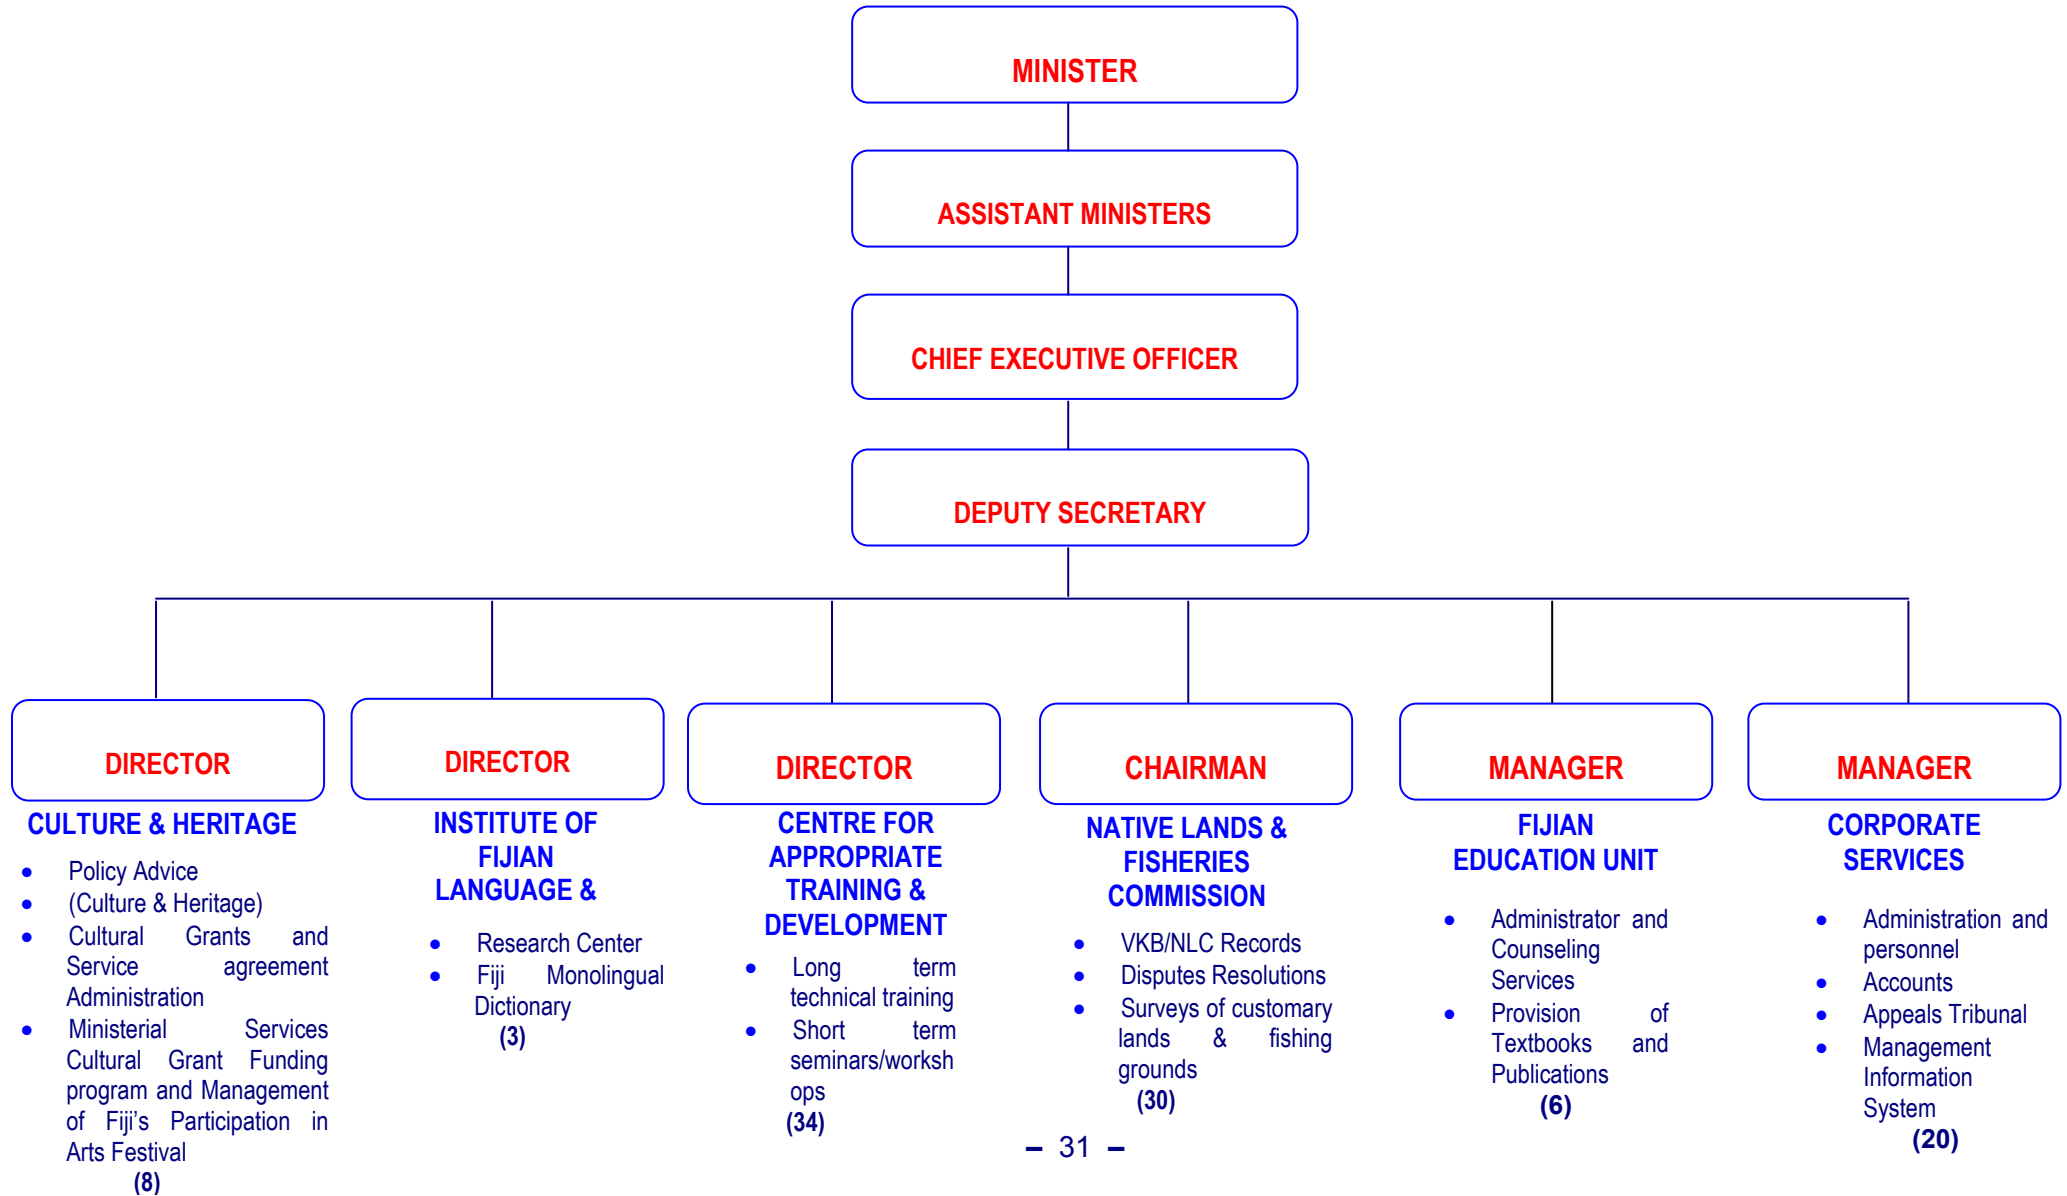 MINISTER
ASSISTANT MINISTERS
CHIEF EXECUTIVE OFFICER
DEPUTY SECRETARY
DIRECTOR
CULTURE & HERITAGE
• Policy Advice
• (Culture & Heritage)
• Cultural Grants and
Service agreement
Administration
• Ministerial Services
Cultural Grant Funding
program and Management
of Fiji’s Participation in
Arts Festival
(8)
DIRECTOR
INSTITUTE OF
FIJIAN
LANGUAGE &
• Research Center
• Fiji Monolingual
Dictionary
(3)
DIRECTOR
CENTRE FOR
APPROPRIATE
TRAINING &
DEVELOPMENT
• Long term
technical training
• Short term
seminars/worksh
ops
(34)
CHAIRMAN
NATIVE LANDS &
FISHERIES
COMMISSION
• VKB/NLC Records
• Disputes Resolutions
• Surveys of customary
lands & fishing
grounds
(30)
MANAGER
FIJIAN
EDUCATION UNIT
• Administrator and
Counseling
Services
• Provision of
Textbooks and
Publications
(6)
MANAGER
CORPORATE
SERVICES
• Administration and
personnel
• Accounts
• Appeals Tribunal
• Management
Information
System
(20)
– 31 –